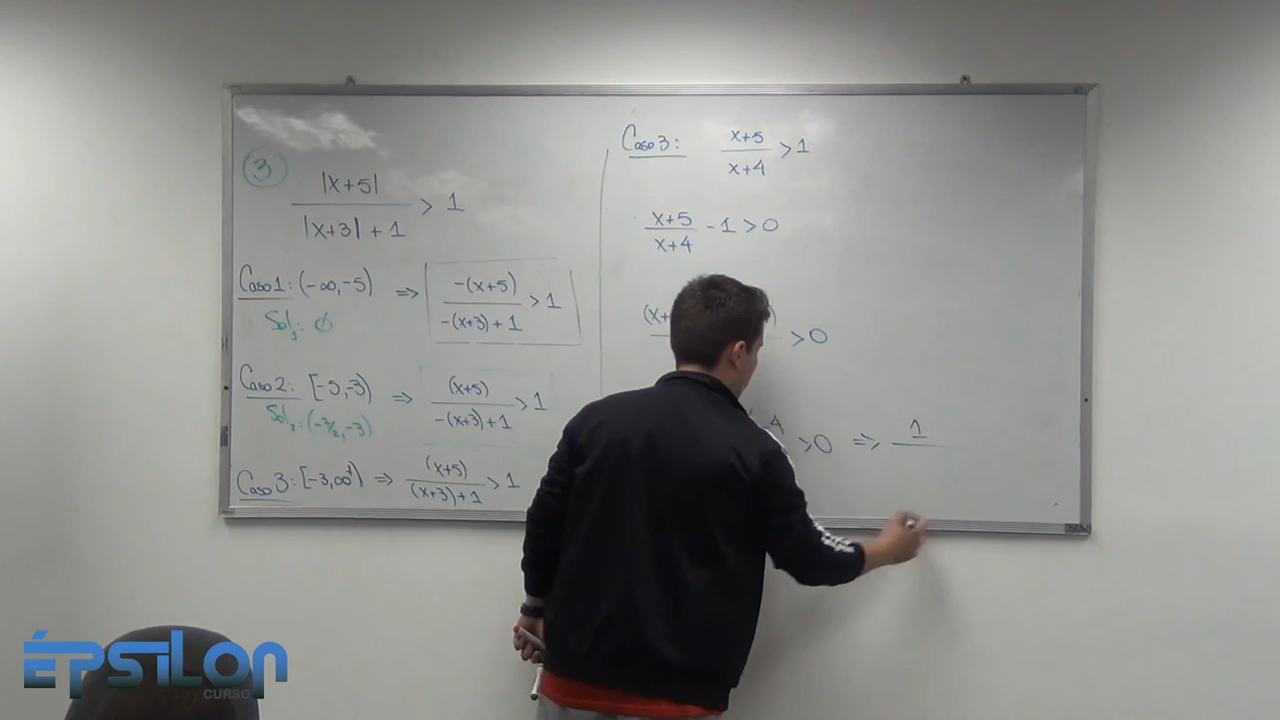 3
|x+5|
|x+3| + 1
> 1
Caso 1: (-∞,-5) ⇒ -(x+5) / -(x+3)+1 > 1
Sol₁: ∅
Caso 2: [-5,-3) ⇒ (x+5) / -(x+3)+1 > 1
Sol₂: (-7/2,-3)
Caso 3: [-3,∞⁺) ⇒ (x+5) / (x+3)+1 > 1
Caso 3: x+5 / x+4 > 1
x+5 / x+4 - 1 > 0
(x+ > 0
4 >0 ⇒ 1
ÉPSILON
CURSO